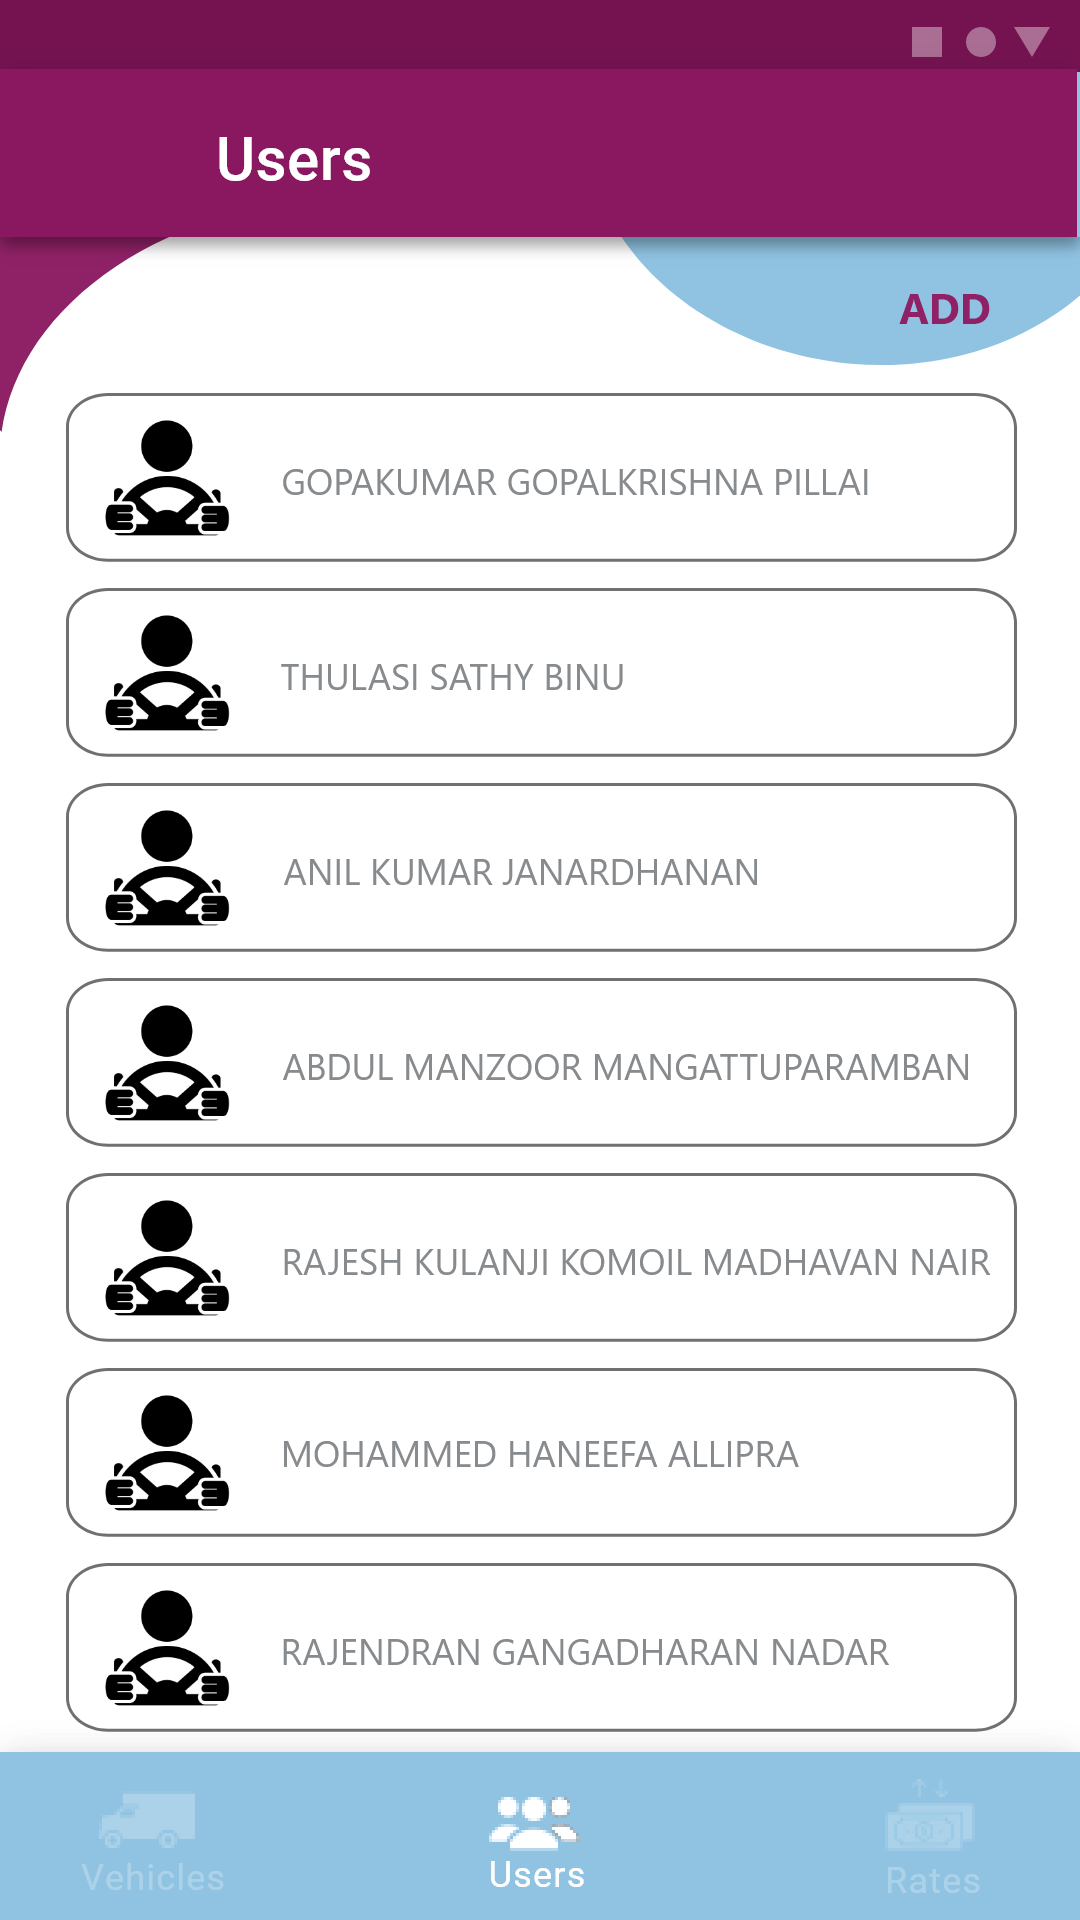 Users
ADD
GOPAKUMAR GOPALKRISHNA PILLAI
THULASI SATHY BINU
ANIL KUMAR JANARDHANAN
ABDUL MANZOOR MANGATTUPARAMBAN
RAJESH KULANJI KOMOIL MADHAVAN NAIR
MOHAMMED HANEEFA ALLIPRA
RAJENDRAN GANGADHARAN NADAR
Vehicles
Users
Rates